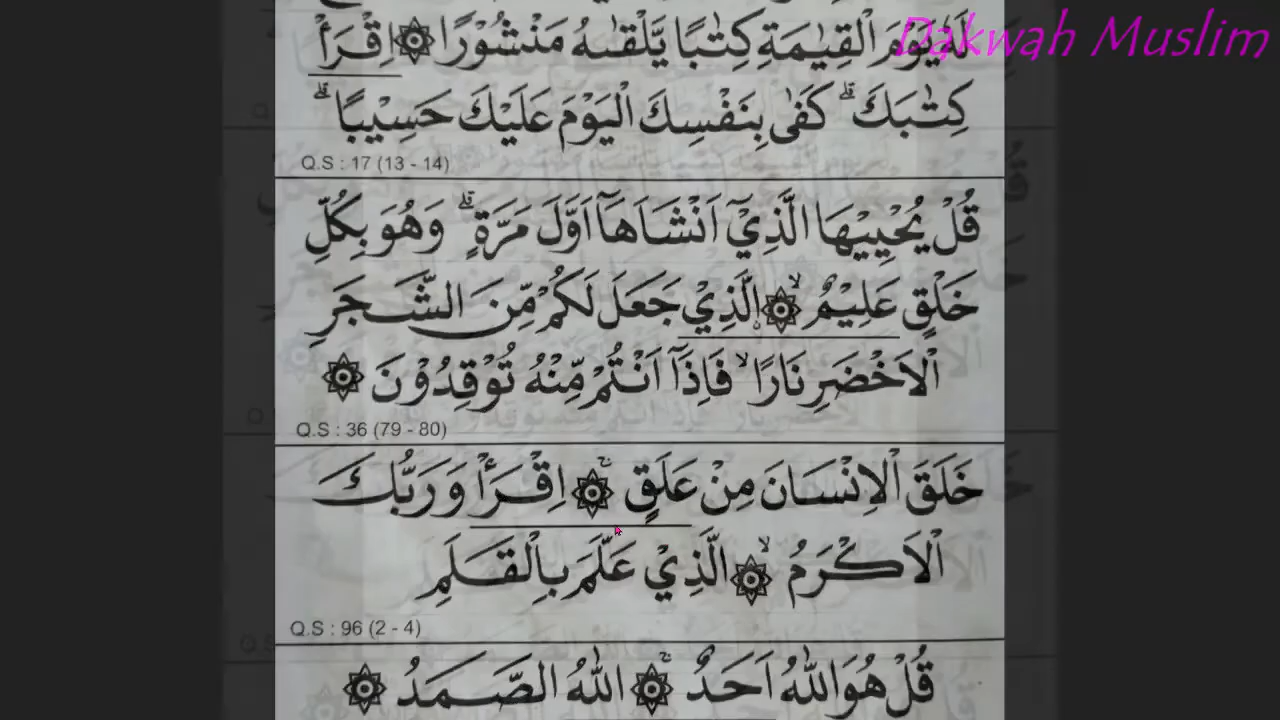 Dakwah Muslim
لَهٗ يَوْمَ الْقِيٰمَةِ كِتٰبًا يَّلْقٰىهُ مَنْشُوْرًا ۞ اِقْرَأْ
كِتٰبَكَۗ كَفٰى بِنَفْسِكَ الْيَوْمَ عَلَيْكَ حَسِيْبًاۗ
Q.S : 17 (13 - 14)
قُلْ يُحْيِيْهَا الَّذِيْٓ اَنْشَاَهَآ اَوَّلَ مَرَّةٍۗ وَهُوَ بِكُلِّ
خَلْقٍ عَلِيْمٌۙ ۞ اِلَّذِيْ جَعَلَ لَكُمْ مِّنَ الشَّجَرِ
الْاَخْضَرِ نَارًاۙ فَاِذَآ اَنْتُمْ مِّنْهُ تُوْقِدُوْنَ ۞
Q.S : 36 (79 - 80)
خَلَقَ الْاِنْسَانَ مِنْ عَلَقٍۚ ۞ اِقْرَأْ وَرَبُّكَ
الْاَكْرَمُۙ ۞ الَّذِيْ عَلَّمَ بِالْقَلَمِ
Q.S : 96 (2 - 4)
قُلْ هُوَ اللّٰهُ اَحَدٌۚ ۞ اَللّٰهُ الصَّمَدُ ۞